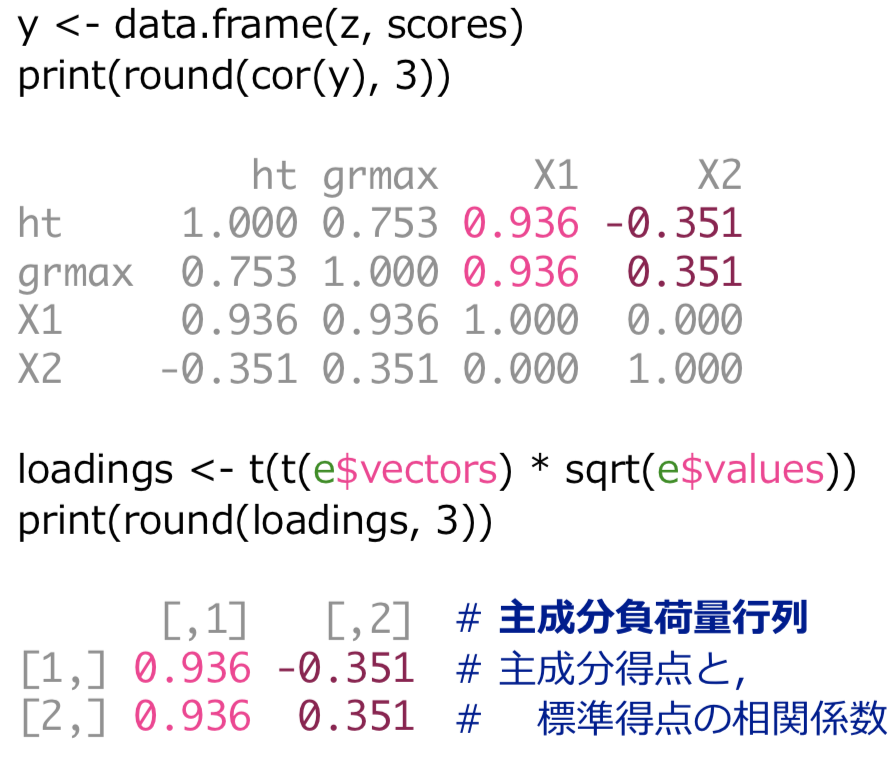 y <- data.frame(z, scores)
print(round(cor(y), 3))
ht grmax X1 X2
ht 1.000 0.753 0.936 -0.351
grmax 0.753 1.000 0.936 0.351
X1 0.936 0.936 1.000 0.000
X2 -0.351 0.351 0.000 1.000
loadings <- t(t(e$vectors) * sqrt(e$values))
print(round(loadings, 3))
[,1] [,2] # 主成分負荷量行列
[1,] 0.936 -0.351 # 主成分得点と,
[2,] 0.936 0.351 # 標準得点の相関係数